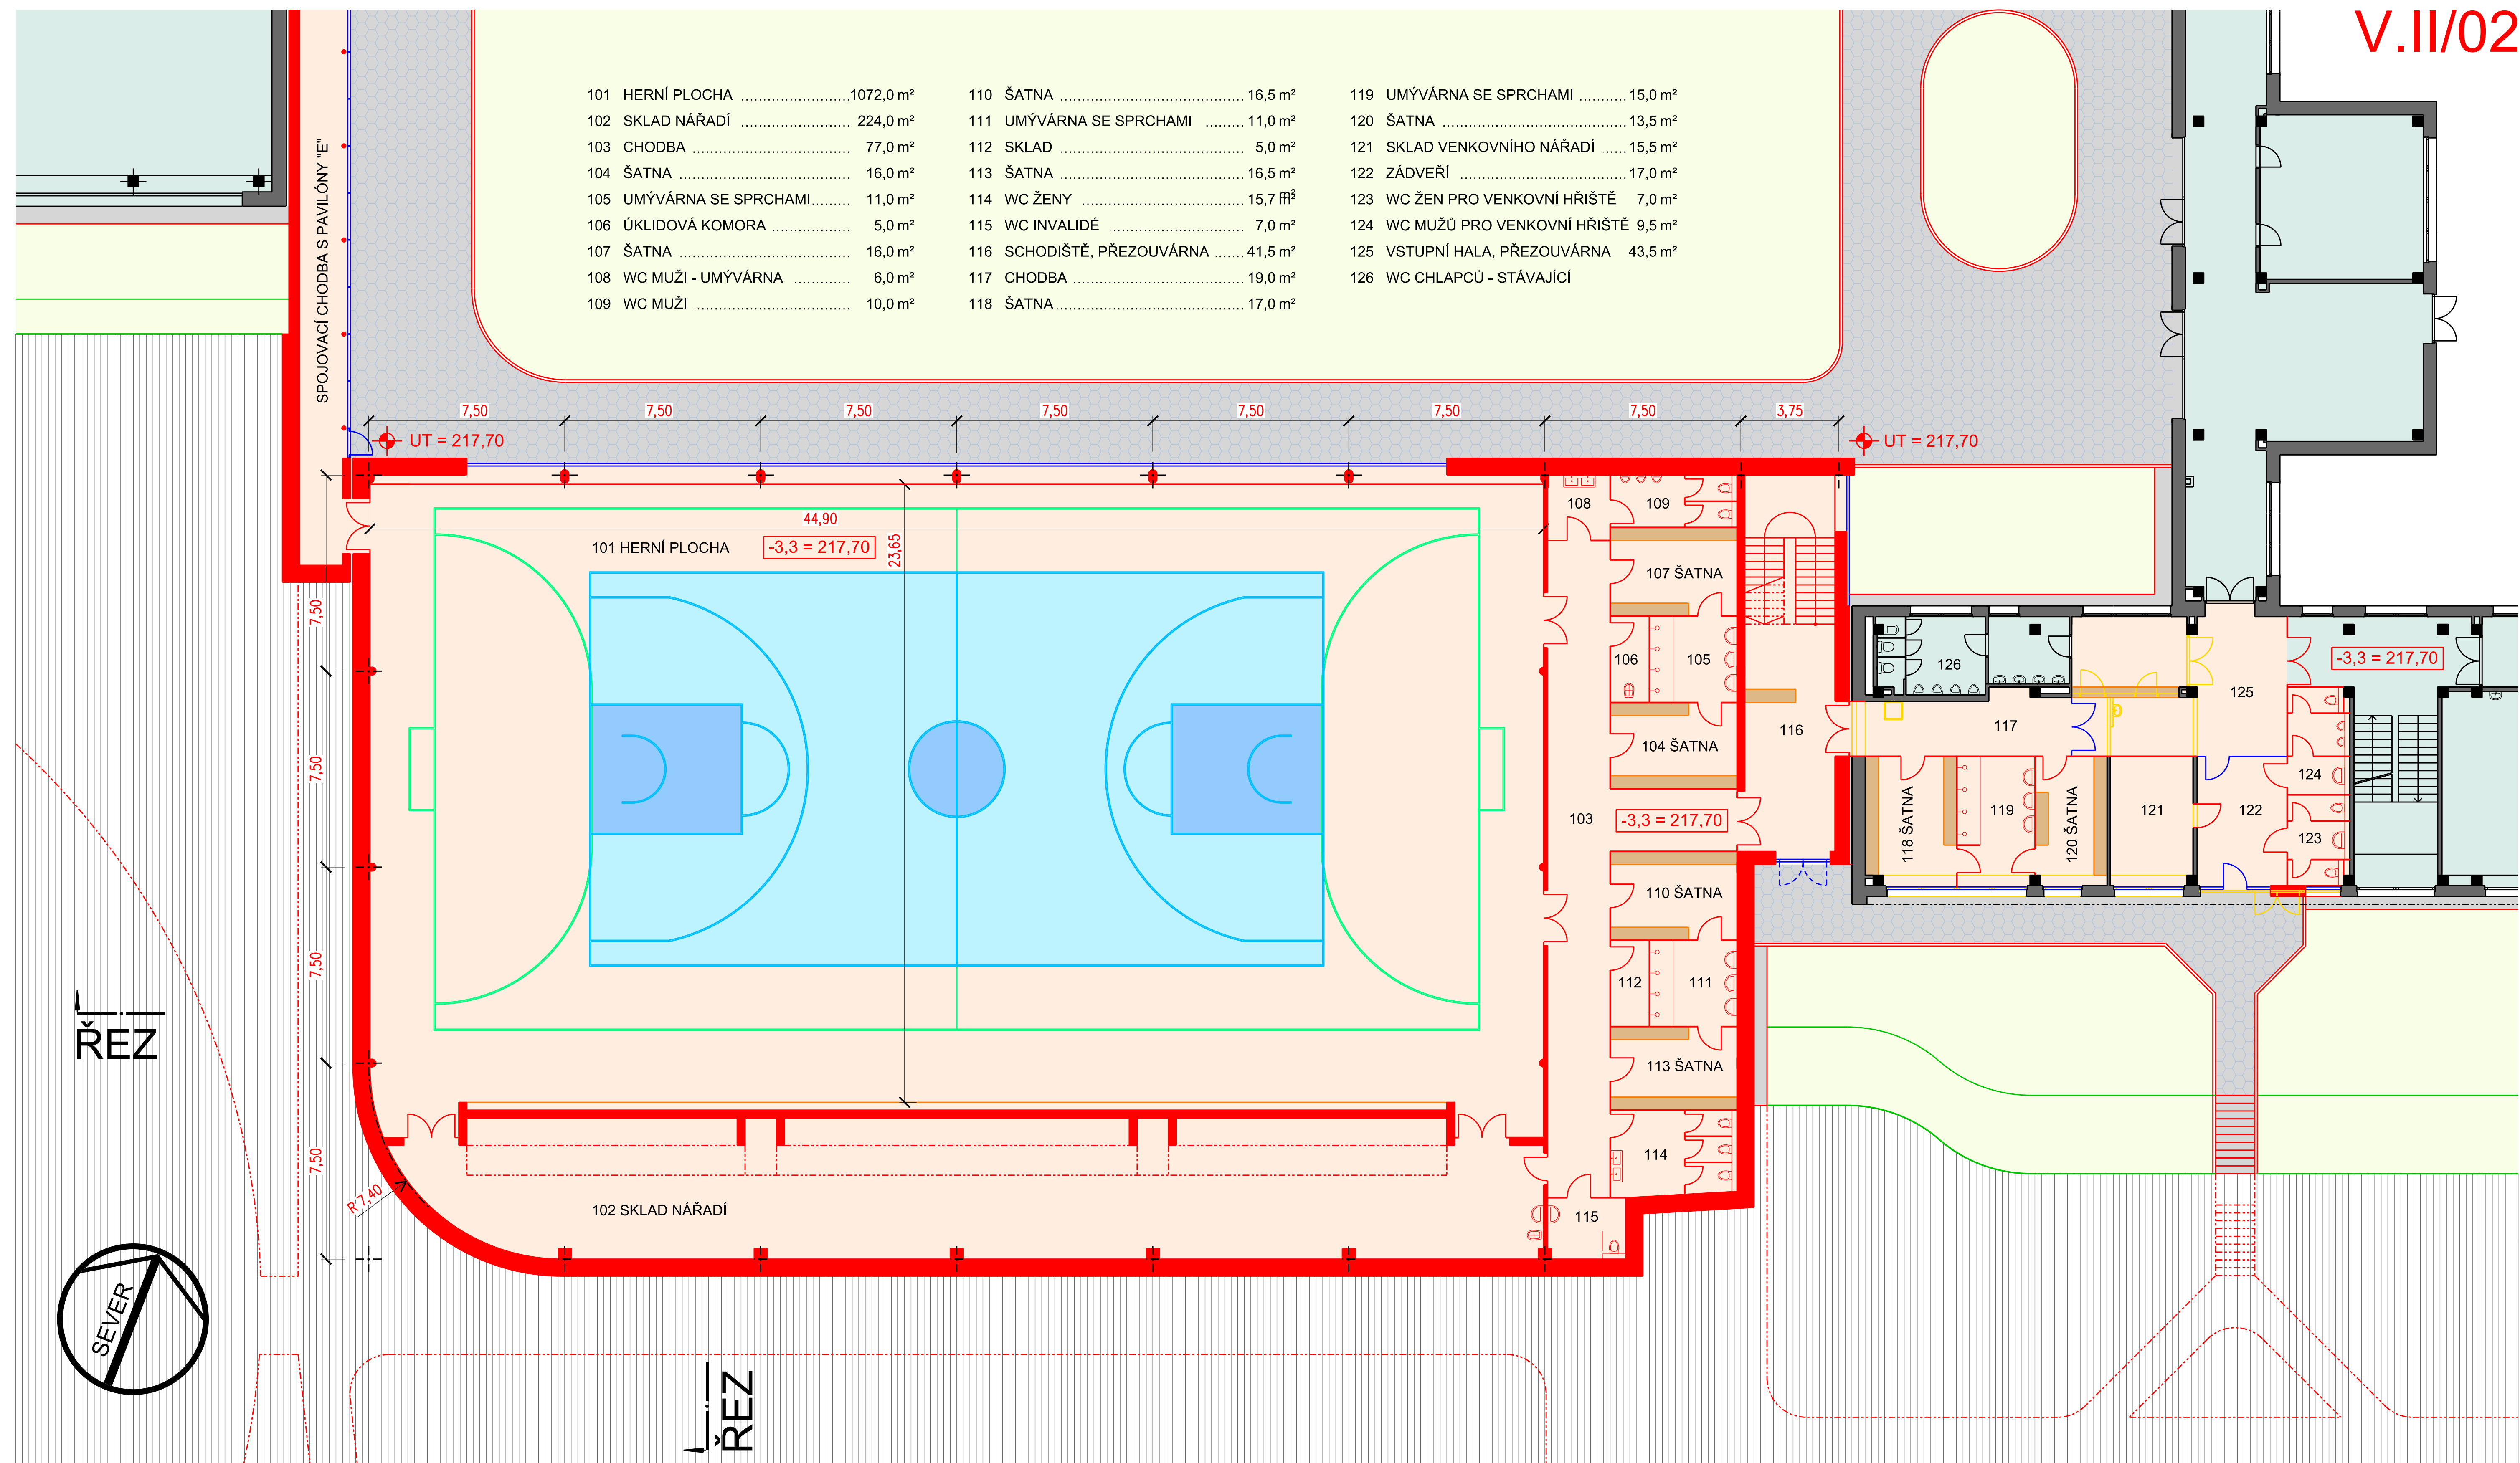 V.II/02
101 HERNÍ PLOCHA ........................1072,0 m²
102 SKLAD NÁŘADÍ ........................ 224,0 m²
103 CHODBA .................................. 77,0 m²
104 ŠATNA ..................................... 16,0 m²
105 UMÝVÁRNA SE SPRCHAMI......... 11,0 m²
106 ÚKLIDOVÁ KOMORA ................. 5,0 m²
107 ŠATNA ..................................... 16,0 m²
108 WC MUŽI - UMÝVÁRNA ............. 6,0 m²
109 WC MUŽI .................................. 10,0 m²
110 ŠATNA ........................................ 16,5 m²
111 UMÝVÁRNA SE SPRCHAMI ......... 11,0 m²
112 SKLAD ........................................ 5,0 m²
113 ŠATNA ........................................ 16,5 m²
114 WC ŽENY ................................... 15,7 m²
115 WC INVALIDÉ ............................. 7,0 m²
116 SCHODIŠTĚ, PŘEZOUVÁRNA ....... 41,5 m²
117 CHODBA ..................................... 19,0 m²
118 ŠATNA ........................................ 17,0 m²
119 UMÝVÁRNA SE SPRCHAMI ........... 15,0 m²
120 ŠATNA ........................................ 13,5 m²
121 SKLAD VENKOVNÍHO NÁŘADÍ ...... 15,5 m²
122 ZÁDVEŘÍ .................................... 17,0 m²
123 WC ŽEN PRO VENKOVNÍ HŘIŠTĚ 7,0 m²
124 WC MUŽŮ PRO VENKOVNÍ HŘIŠTĚ 9,5 m²
125 VSTUPNÍ HALA, PŘEZOUVÁRNA 43,5 m²
126 WC CHLAPCŮ - STÁVAJÍCÍ
SPOJOVACÍ CHODBA S PAVILÓNY "E"
7,50 7,50 7,50 7,50 7,50 7,50 7,50 3,75
UT = 217,70
UT = 217,70
44,90
23,65
101 HERNÍ PLOCHA
-3,3 = 217,70
108
109
107 ŠATNA
106
105
104 ŠATNA
103
-3,3 = 217,70
110 ŠATNA
112
111
113 ŠATNA
114
115
116
117
126
125
-3,3 = 217,70
118 ŠATNA
119
120 ŠATNA
121
122
124
123
7,50
7,50
7,50
7,50
R 7,40
102 SKLAD NÁŘADÍ
ŘEZ
ŘEZ
SEVER